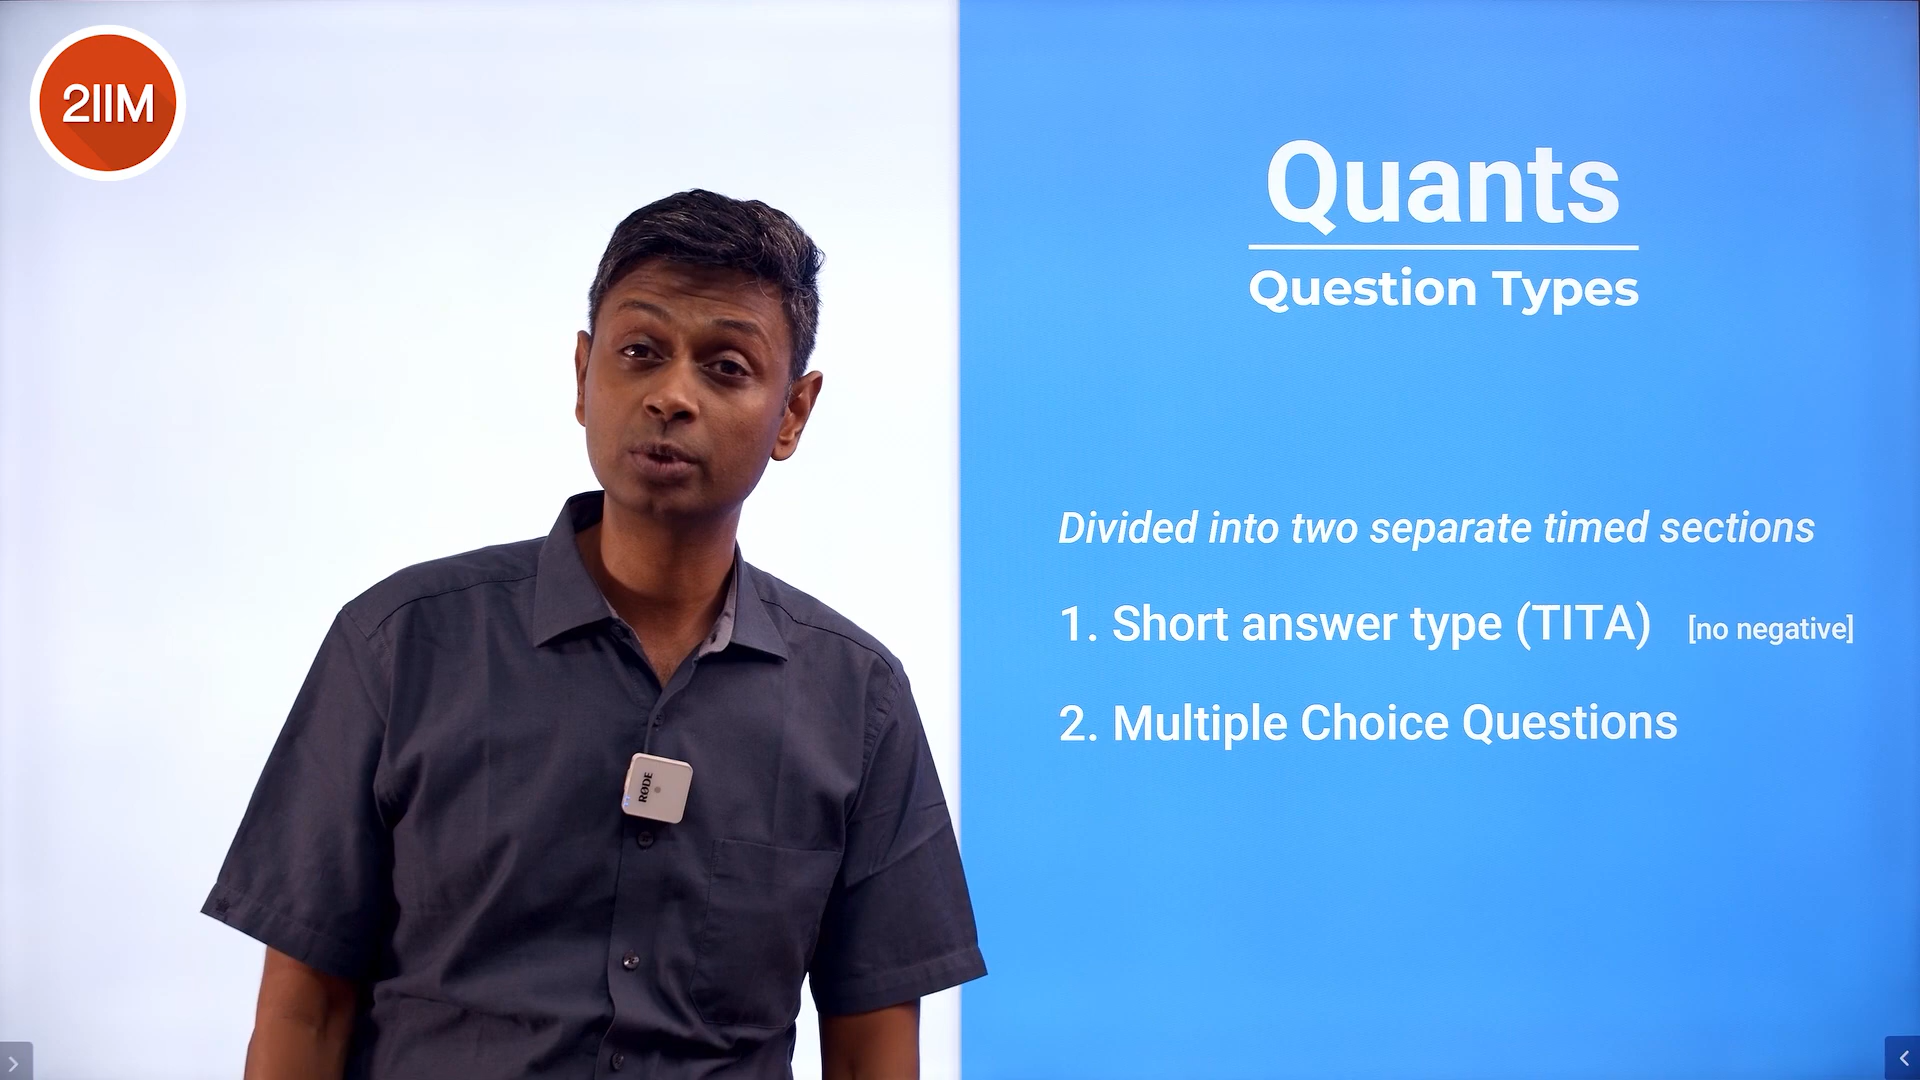 2IIM
Quants
Question Types
Divided into two separate timed sections
1. Short answer type (TITA) [no negative]
2. Multiple Choice Questions
RØDE